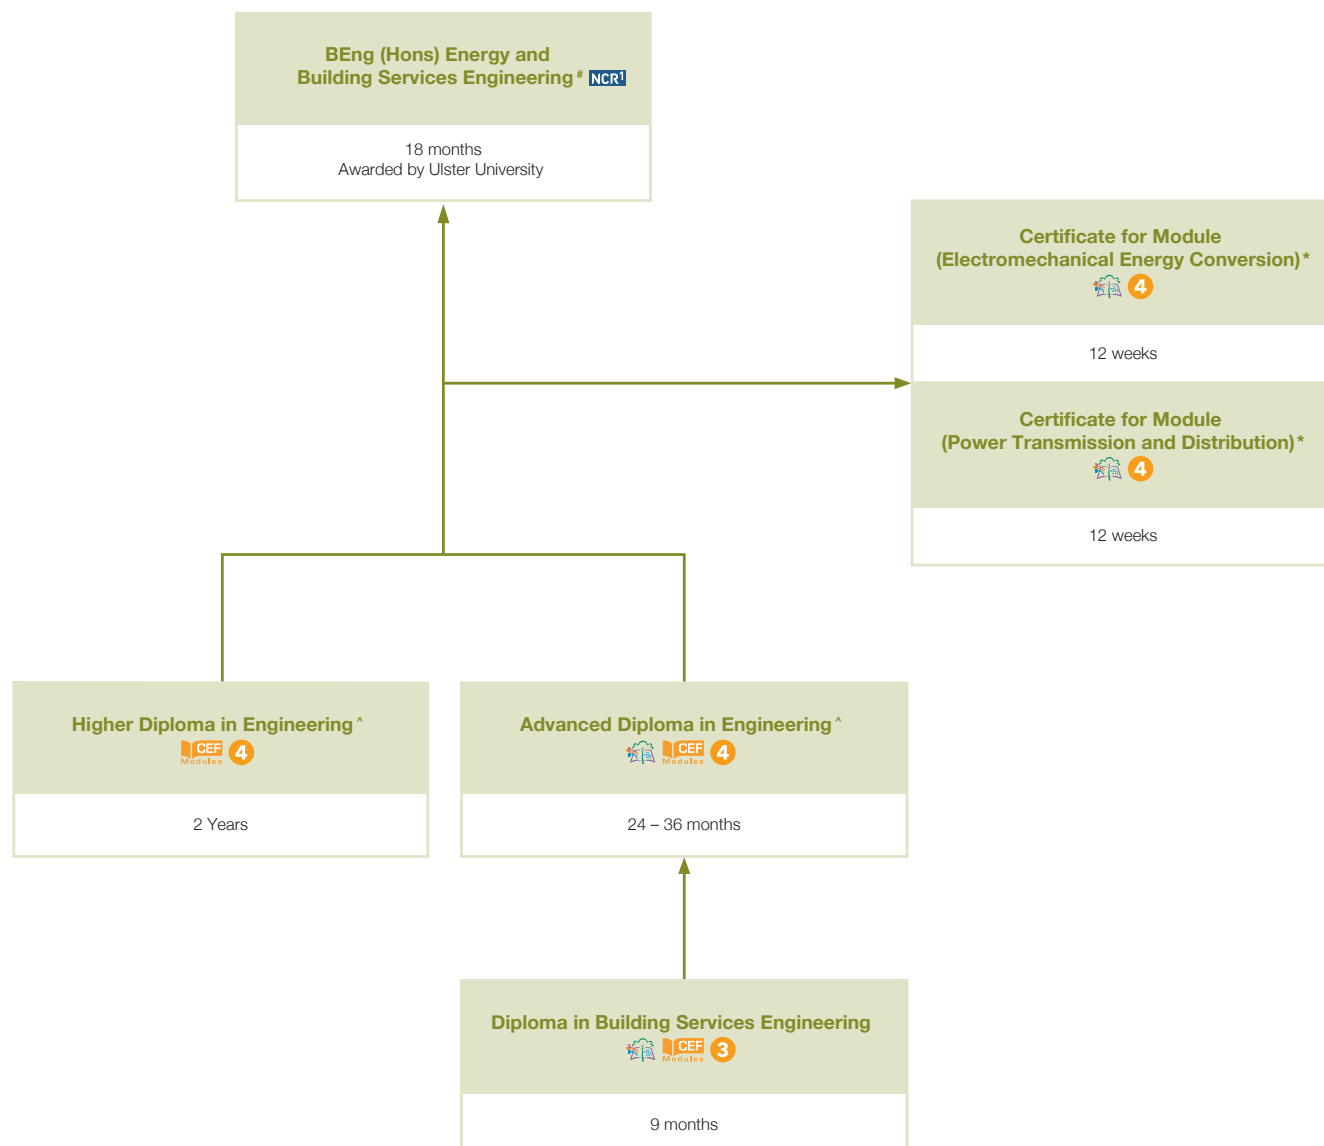 BEng (Hons) Energy and
Building Services Engineering # NCR1
18 months
Awarded by Ulster University
Certificate for Module
(Electromechanical Energy Conversion)*
4
12 weeks
Certificate for Module
(Power Transmission and Distribution)*
4
12 weeks
Higher Diploma in Engineering ^
CEF
Modules
4
2 Years
Advanced Diploma in Engineering ^
CEF
Modules
4
24 – 36 months
Diploma in Building Services Engineering
CEF
Modules
3
9 months